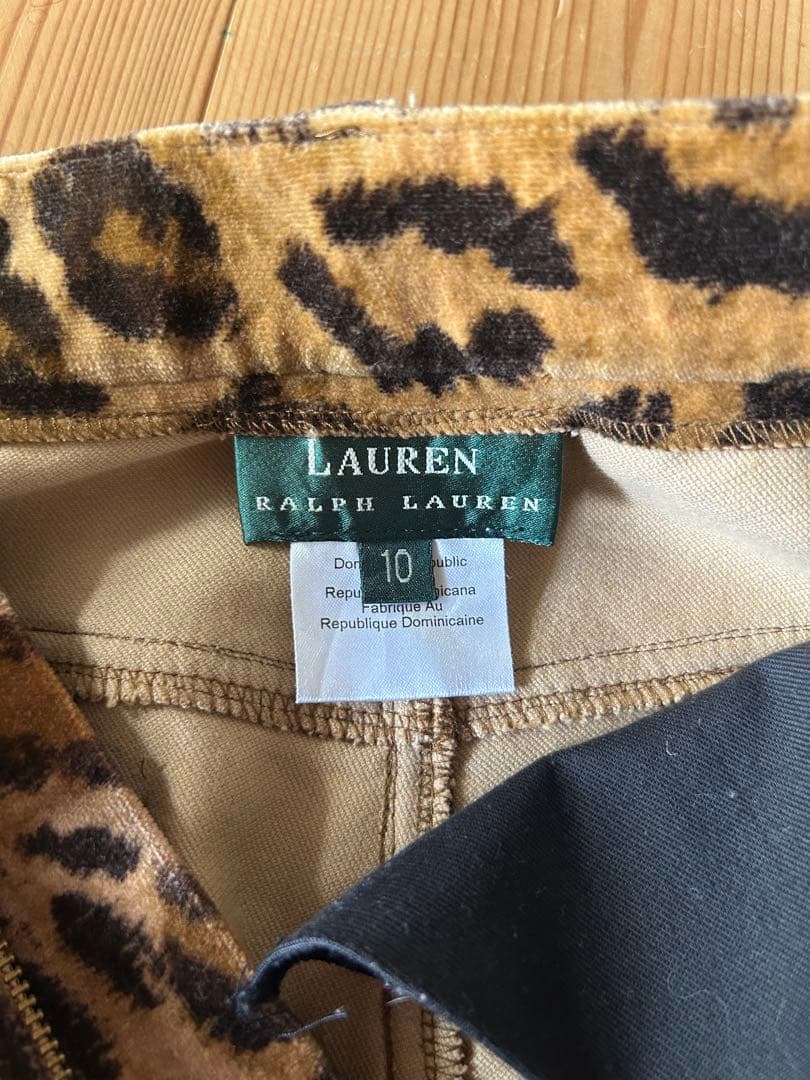 LAUREN
RALPH LAUREN
10
Fabrique Au
Republique Dominicaine